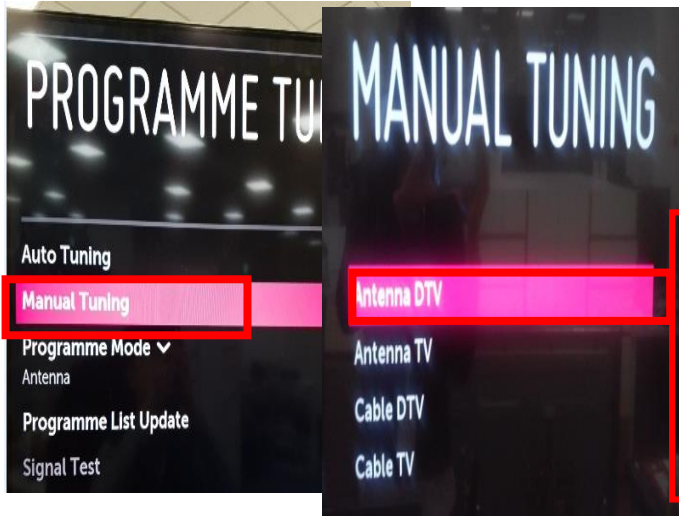 PROGRAMME TU
Auto Tuning
Manual Tuning
Programme Mode
Antenna
Programme List Update
Signal Test
MANUAL TUNING
Antenna DTV
Antenna TV
Cable DTV
Cable TV